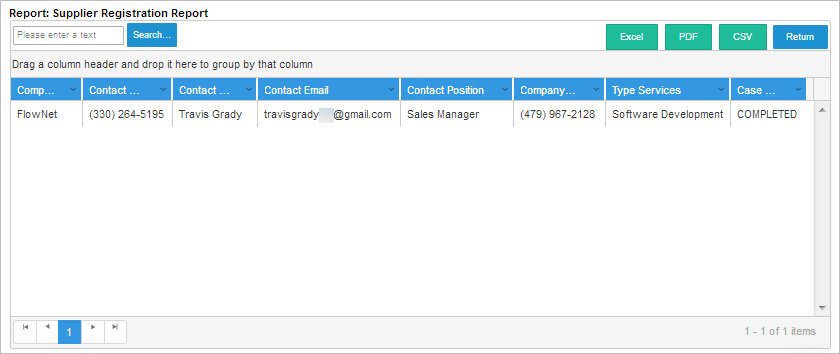 Report: Supplier Registration Report
Please enter a text Search... Excel PDF CSV Return
Drag a column header and drop it here to group by that column
Comp... Contact ... Contact ... Contact Email Contact Position Company... Type Services Case ...
FlowNet (330) 264-5195 Travis Grady travisgrady @gmail.com Sales Manager (479) 967-2128 Software Development COMPLETED
1 1 - 1 of 1 items